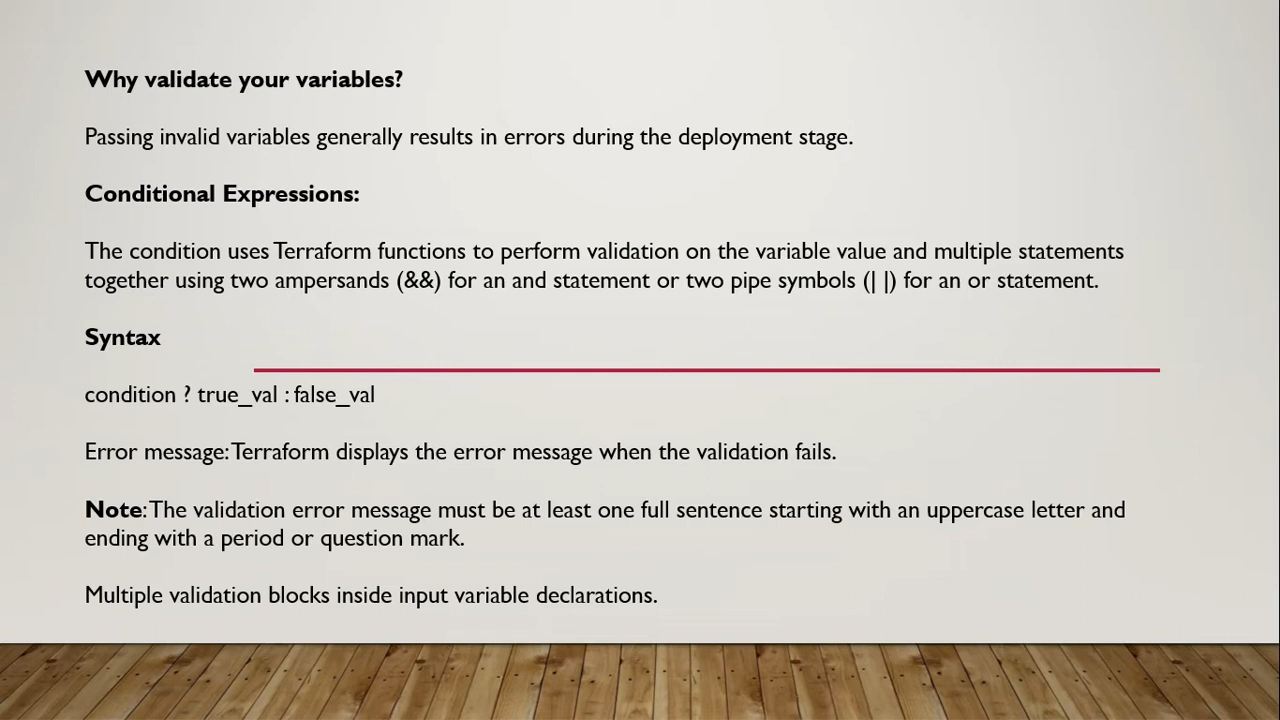 Why validate your variables?
Passing invalid variables generally results in errors during the deployment stage.
Conditional Expressions:
The condition uses Terraform functions to perform validation on the variable value and multiple statements
together using two ampersands (&&) for an and statement or two pipe symbols (| |) for an or statement.
Syntax
condition ? true_val : false_val
Error message: Terraform displays the error message when the validation fails.
Note: The validation error message must be at least one full sentence starting with an uppercase letter and
ending with a period or question mark.
Multiple validation blocks inside input variable declarations.